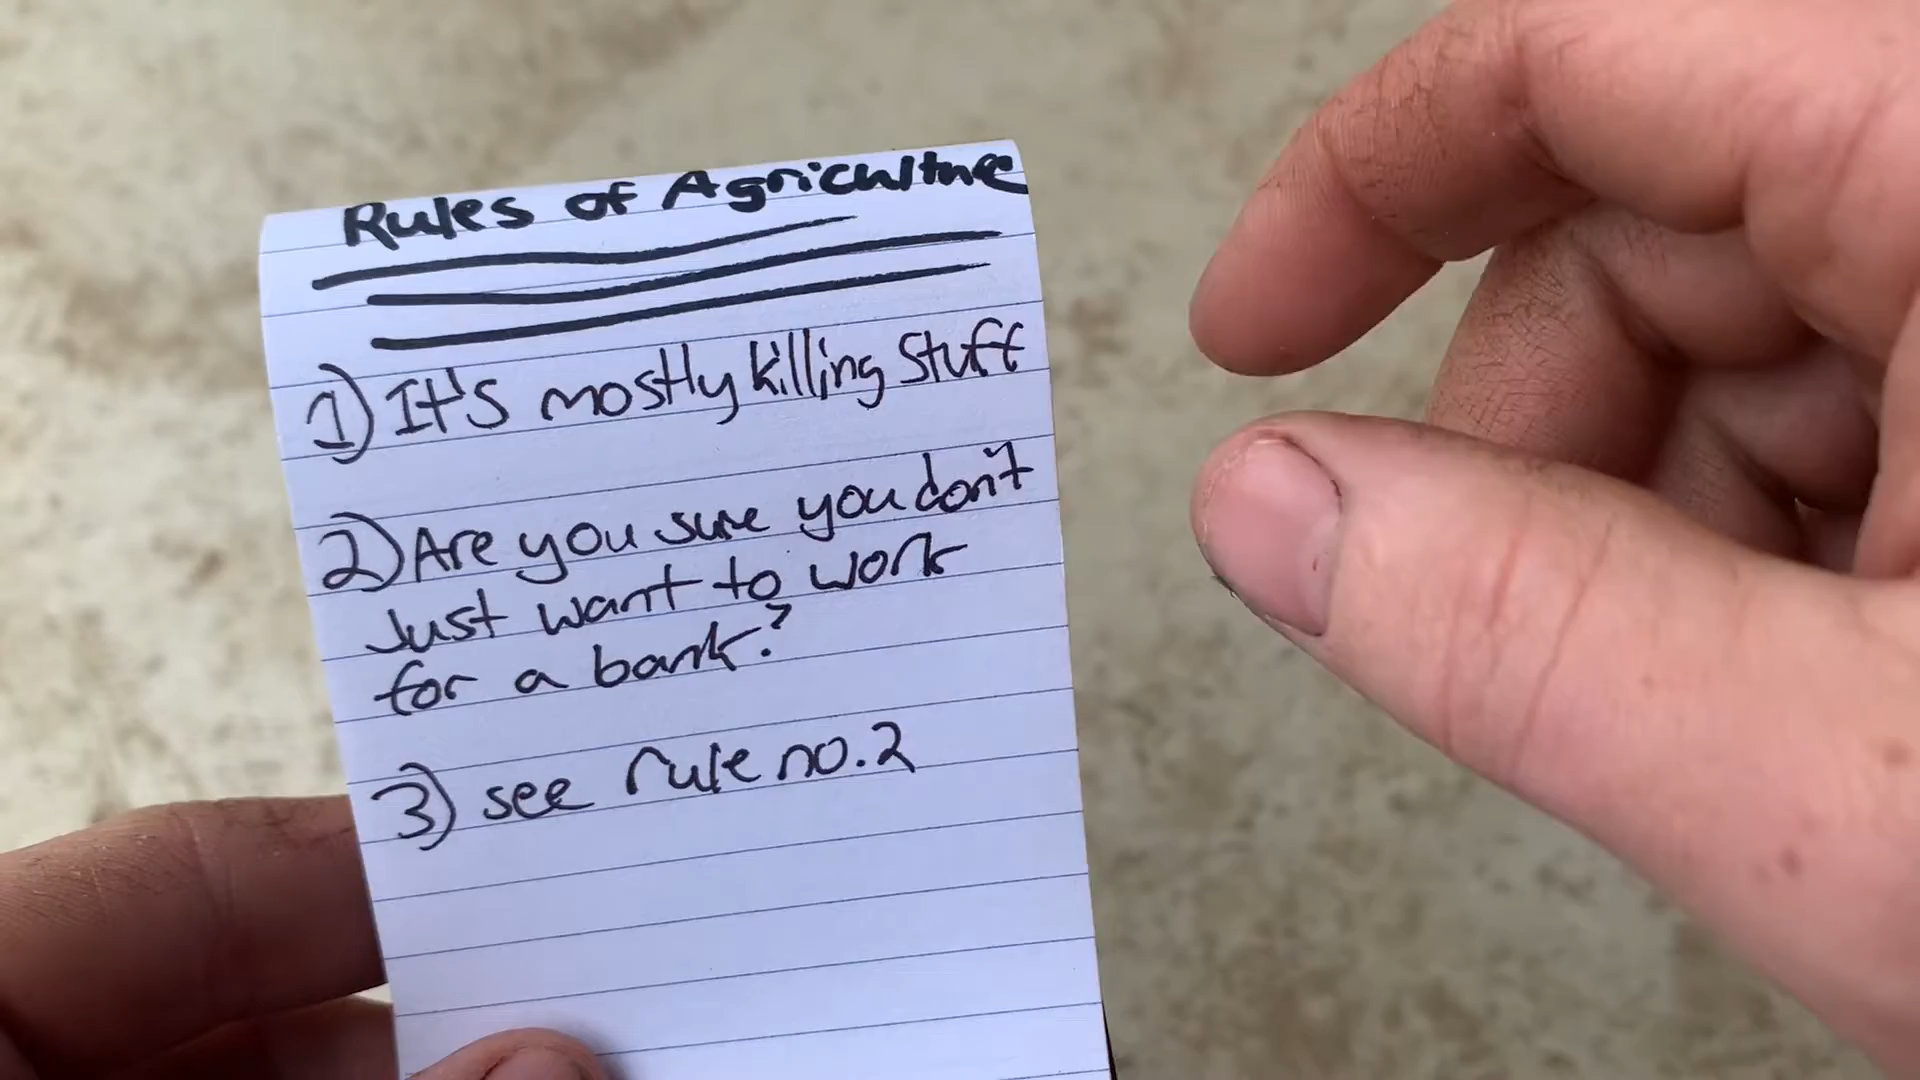 Rules of Agriculture
1) It's mostly killing stuff
2) Are you sure you don't
just want to work
for a bank?
3) see rule no.2